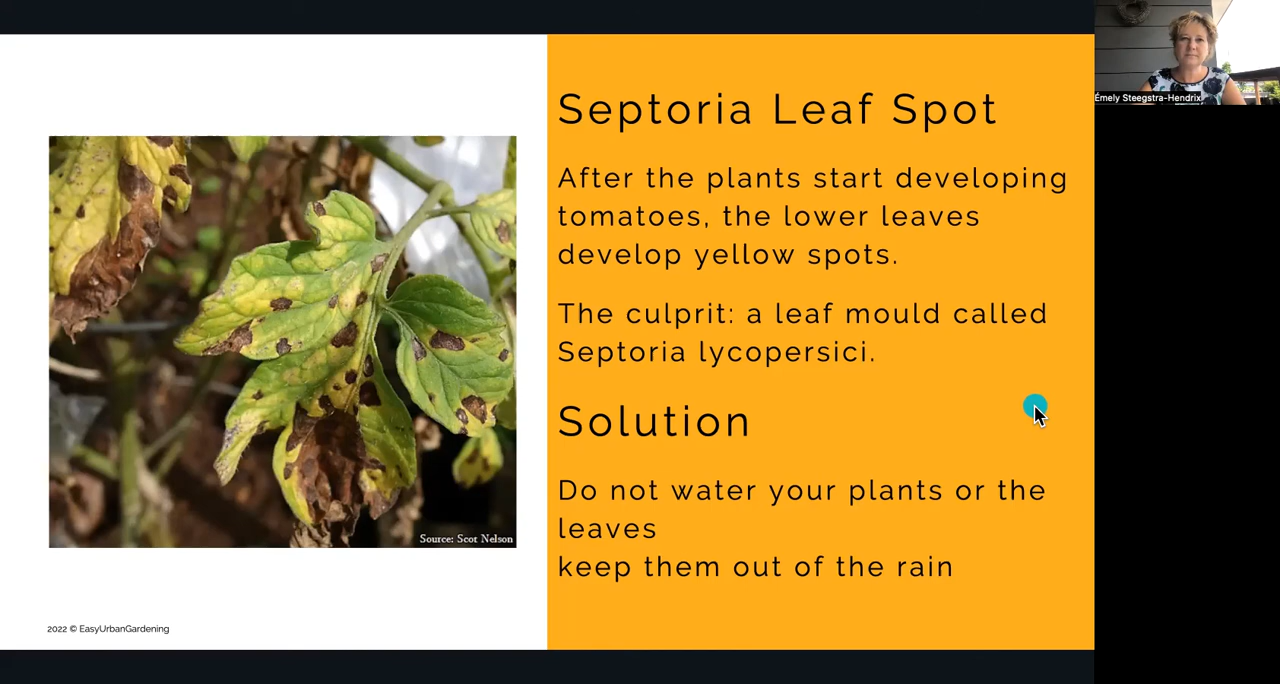 Septoria Leaf Spot
After the plants start developing
tomatoes, the lower leaves
develop yellow spots.
The culprit: a leaf mould called
Septoria lycopersici.
Solution
Do not water your plants or the
leaves
keep them out of the rain
Source: Scot Nelson
2022 © EasyUrbanGardening
Émely Steegstra-Hendrix